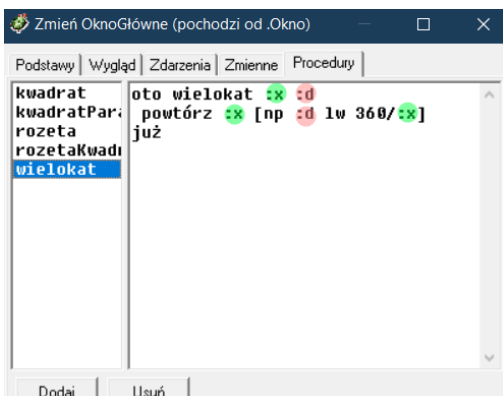 Zmień OknoGłówne (pochodzi od .Okno)
Podstawy Wygląd Zdarzenia Zmienne Procedury
kwadrat
kwadratPara
rozeta
rozetaKwadr
wielokat
oto wielokat :x :d
powtórz :x [np :d lw 360/:x]
już
Dodaj Usuń